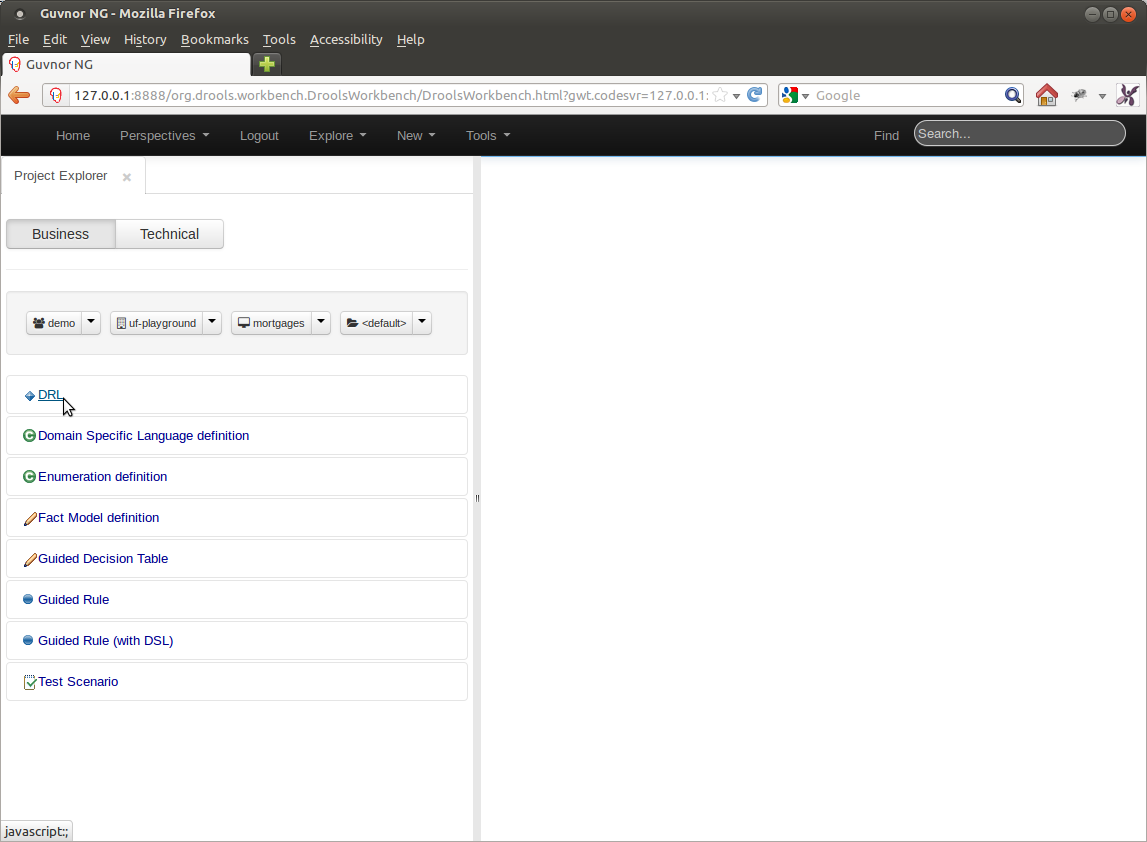 Guvnor NG - Mozilla Firefox
File Edit View History Bookmarks Tools Accessibility Help
Guvnor NG
127.0.0.1:8888/org.drools.workbench.DroolsWorkbench/DroolsWorkbench.html?gwt.codesvr=127.0.0.1: Google
Home Perspectives Logout Explore New Tools Find Search...
Project Explorer
Business Technical
demo uf-playground mortgages <default>
DRL
Domain Specific Language definition
Enumeration definition
Fact Model definition
Guided Decision Table
Guided Rule
Guided Rule (with DSL)
Test Scenario
javascript:;